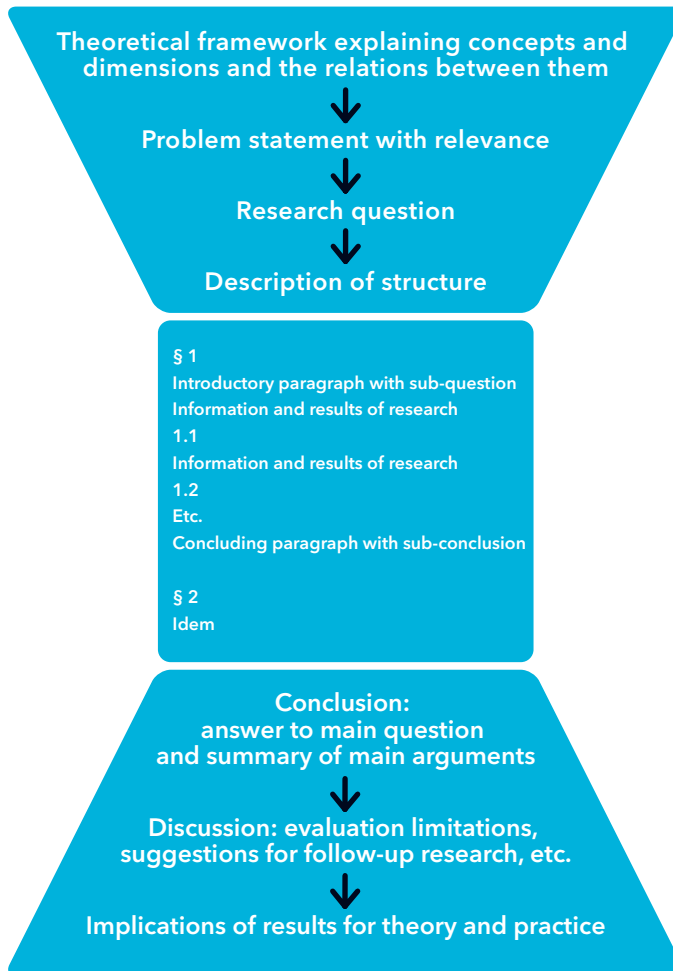 Theoretical framework explaining concepts and
dimensions and the relations between them
Problem statement with relevance
Research question
Description of structure
§ 1
Introductory paragraph with sub-question
Information and results of research
1.1
Information and results of research
1.2
Etc.
Concluding paragraph with sub-conclusion
§ 2
Idem
Conclusion:
answer to main question
and summary of main arguments
Discussion: evaluation limitations,
suggestions for follow-up research, etc.
Implications of results for theory and practice